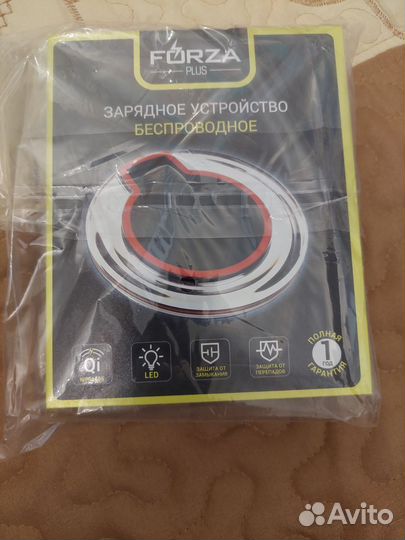 FORZA
PLUS
ЗАРЯДНОЕ УСТРОЙСТВО
БЕСПРОВОДНОЕ
Qi
LED
ЗАЩИТА ОТ
ЗАМЫКАНИЯ
ЗАЩИТА ОТ
ПЕРЕПАДОВ
ПОЛНАЯ
1
ГОД
ГАРАНТИЯ
Avito